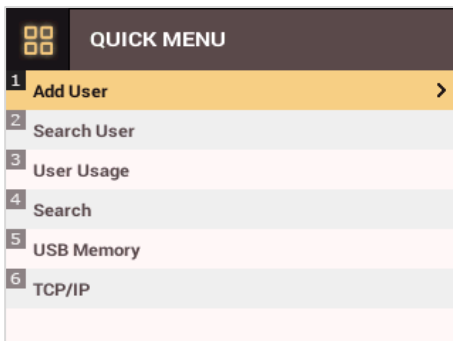 QUICK MENU
1 Add User
2 Search User
3 User Usage
4 Search
5 USB Memory
6 TCP/IP